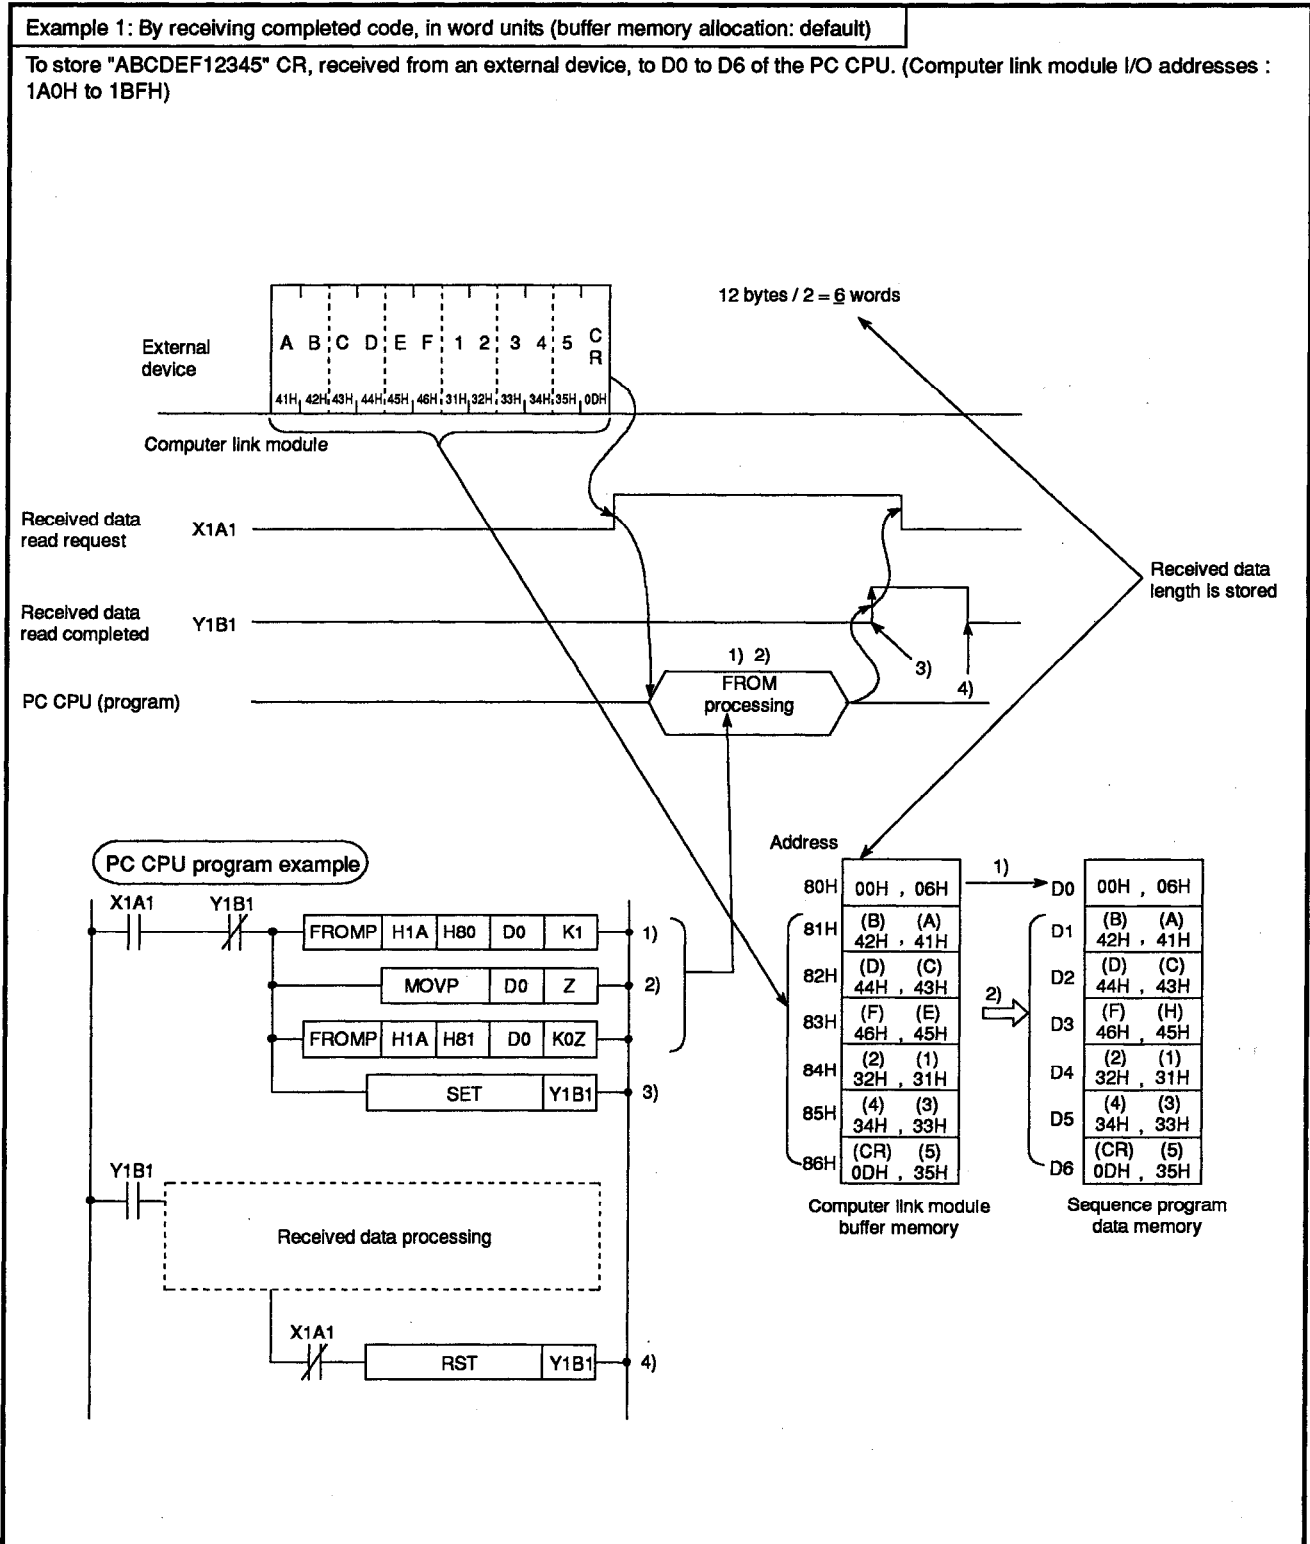 Example 1: By receiving completed code, in word units (buffer memory allocation: default)
To store "ABCDEF12345" CR, received from an external device, to D0 to D6 of the PC CPU. (Computer link module I/O addresses :
1A0H to 1BFH)
12 bytes / 2 = 6 words
External
device
A B C D E F 1 2 3 4 5 C
R
41H 42H 43H 44H 45H 46H 31H 32H 33H 34H 35H 0DH
Computer link module
Received data
read request
X1A1
Received data
length is stored
Received data
read completed
Y1B1
3)
4)
1) 2)
PC CPU (program)
FROM
processing
PC CPU program example
X1A1 Y1B1
FROMP H1A H80 D0 K1 1)
MOVP D0 Z 2)
FROMP H1A H81 D0 K0Z
SET Y1B1 3)
Y1B1
Received data processing
X1A1
RST Y1B1 4)
Address
80H 00H , 06H
81H (B) (A)
42H , 41H
82H (D) (C)
44H , 43H
83H (F) (E)
46H , 45H
84H (2) (1)
32H , 31H
85H (4) (3)
34H , 33H
86H (CR) (5)
0DH , 35H
Computer link module
buffer memory
1)
2)
D0 00H , 06H
D1 (B) (A)
42H , 41H
D2 (D) (C)
44H , 43H
D3 (F) (H)
46H , 45H
D4 (2) (1)
32H , 31H
D5 (4) (3)
34H , 33H
D6 (CR) (5)
0DH , 35H
Sequence program
data memory